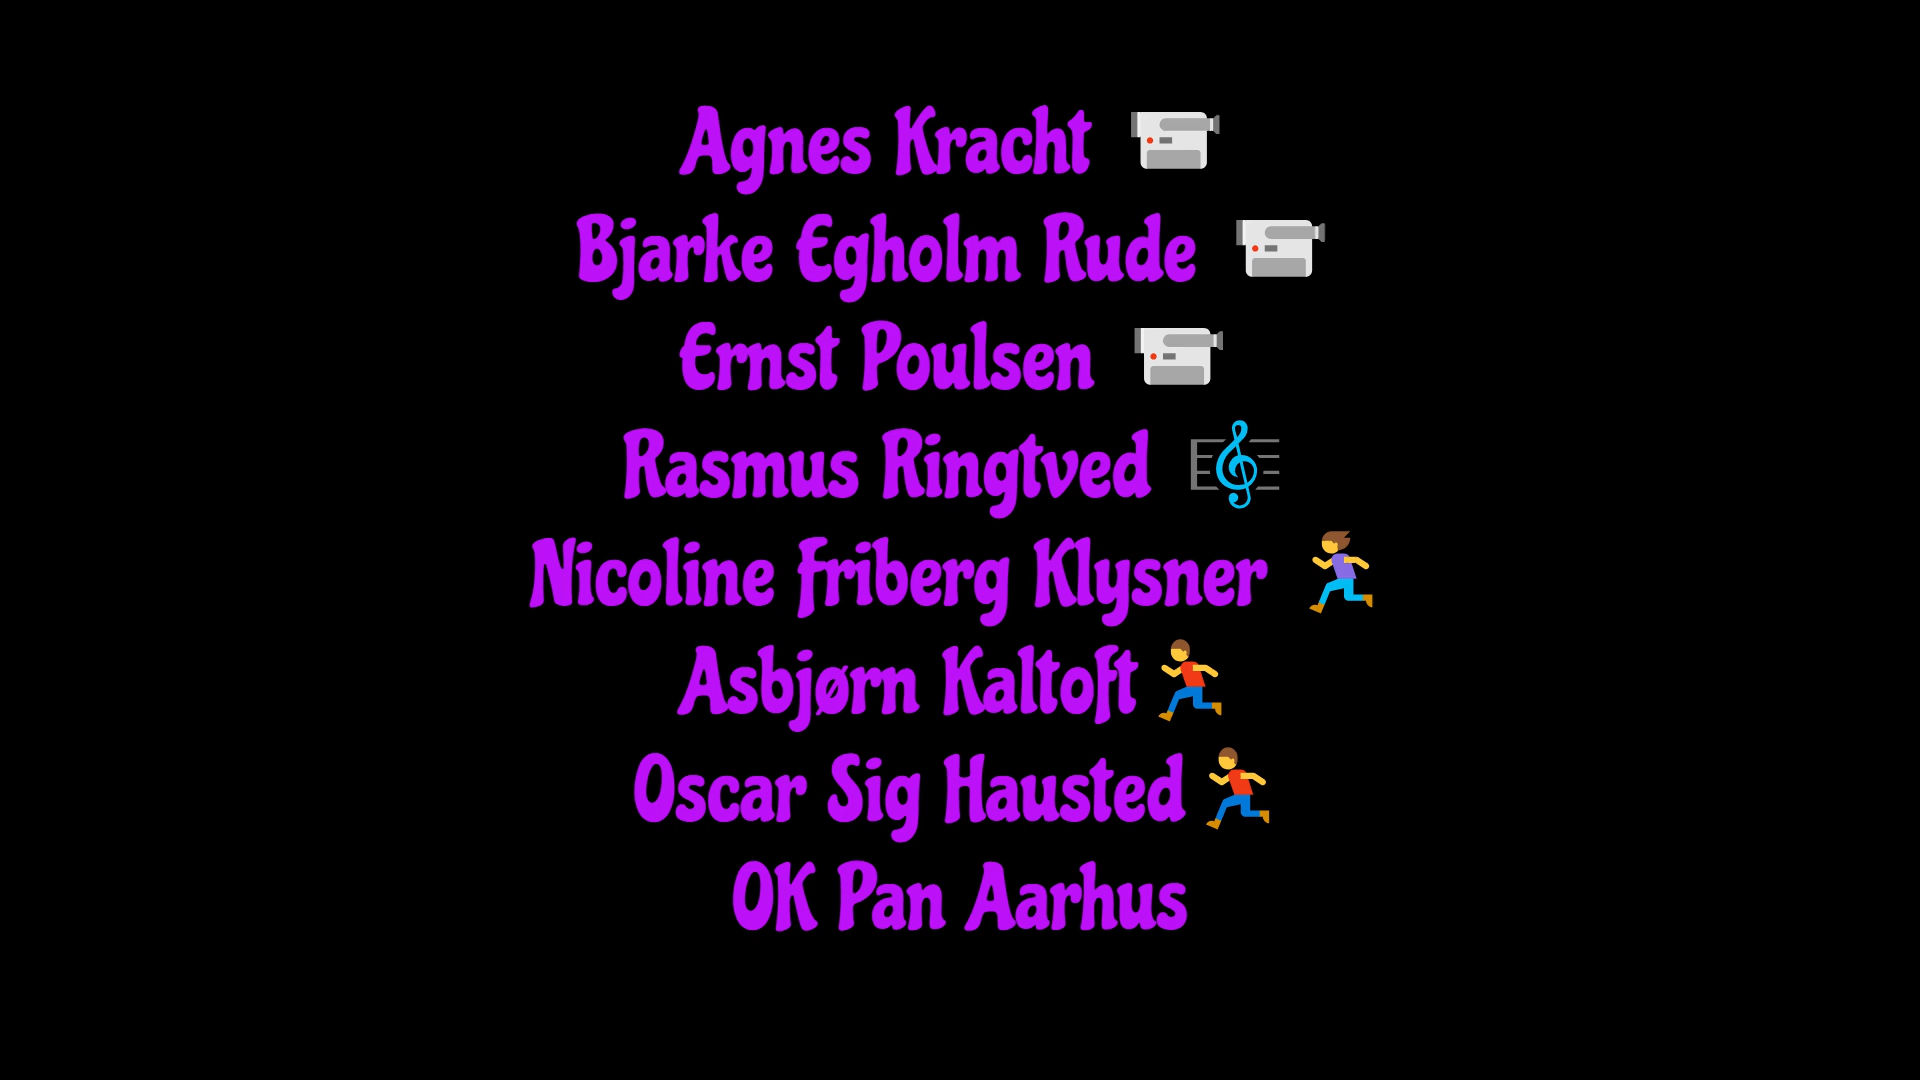 Agnes Kracht 📹
Bjarke Egholm Rude 📹
Ernst Poulsen 📹
Rasmus Ringtved 🎼
Nicoline Friberg Klysner 🏃‍♀️
Asbjørn Kaltoft 🏃‍♂️
Oscar Sig Hausted 🏃‍♂️
OK Pan Aarhus